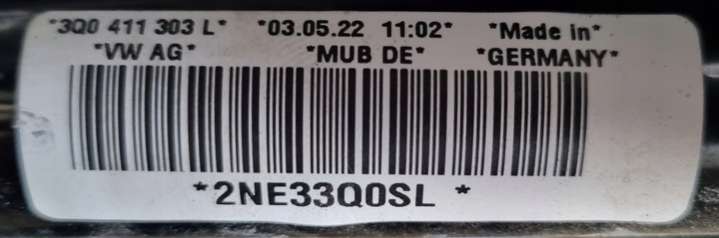 *3Q0 411 303 L* *03.05.22 11:02* *Made in*
*VW AG* *MUB DE* *GERMANY*
*2NE33Q0SL *